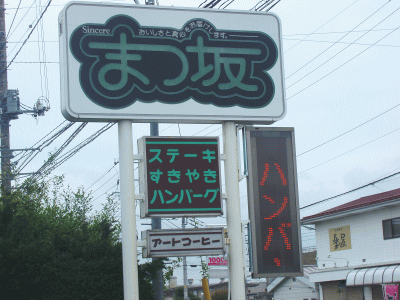 Sincere
おいしさと真心をお届けします。
まつ坂
ステーキ
すきやき
ハンバーグ
アートコーヒー
ハンバ